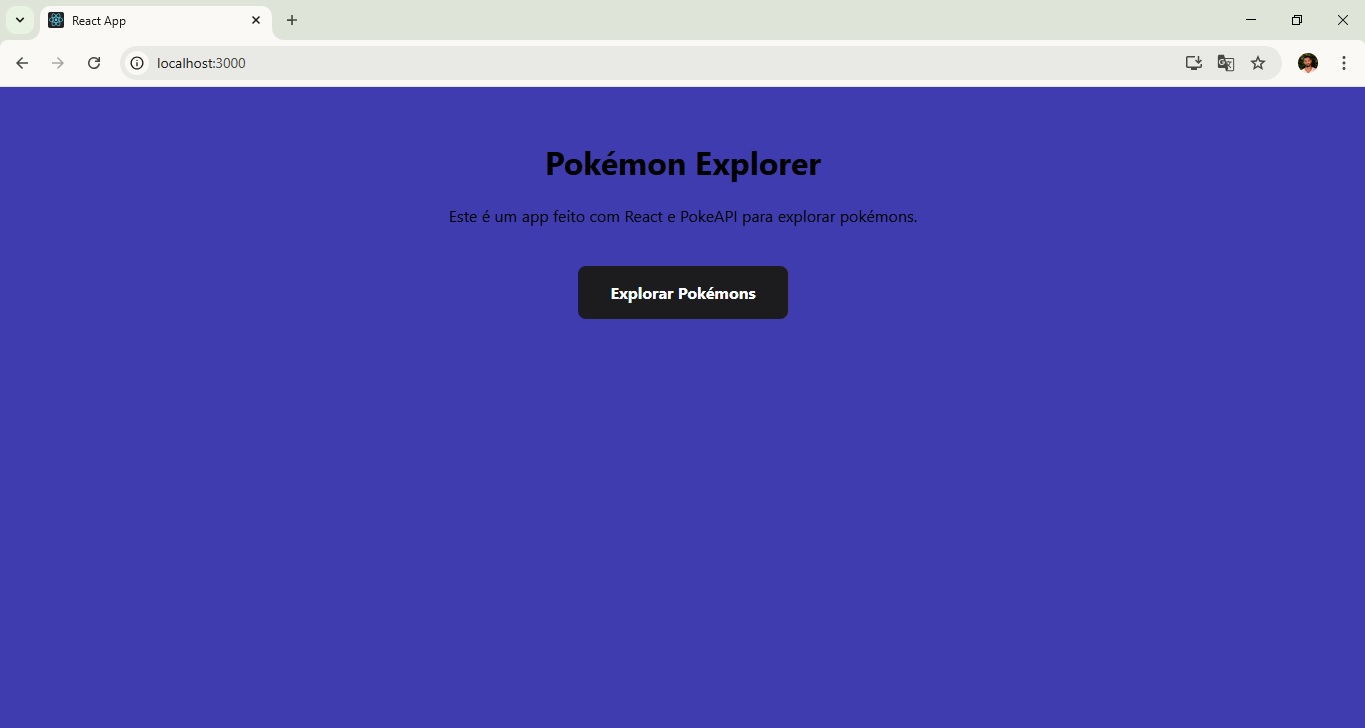 React App
localhost:3000
Pokémon Explorer
Este é um app feito com React e PokeAPI para explorar pokémons.
Explorar Pokémons